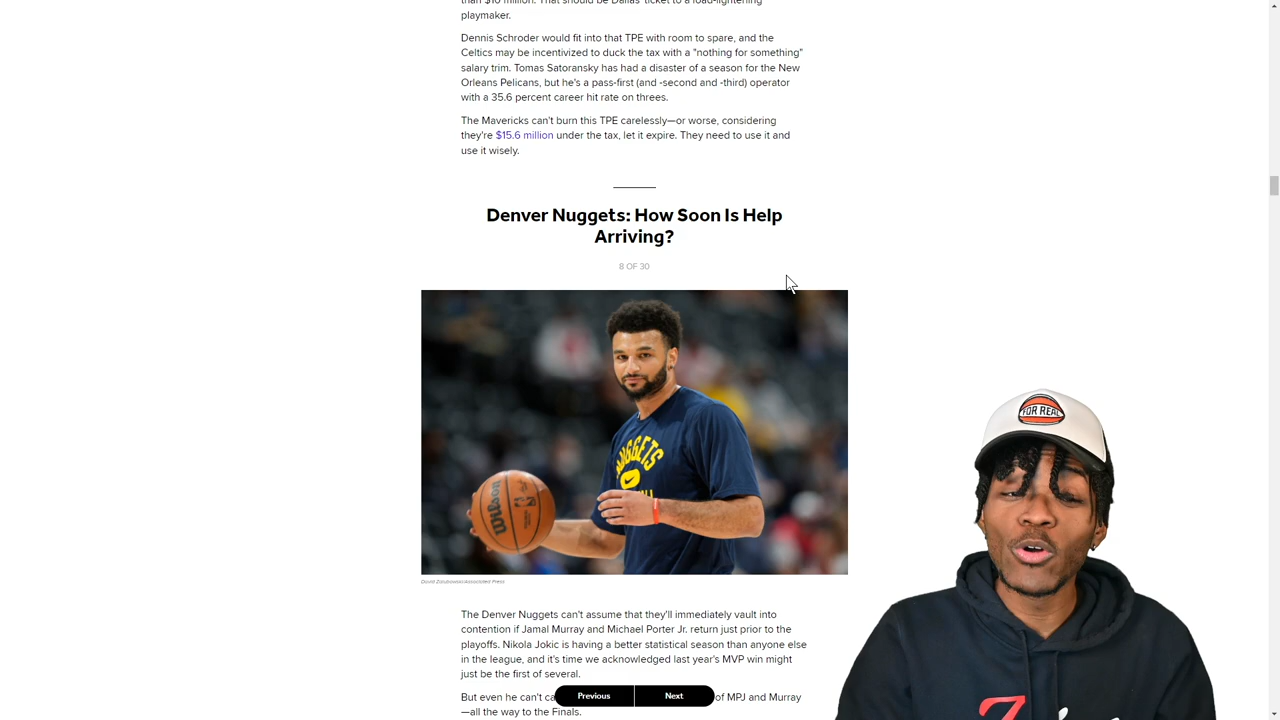 than $10 million. That should be Dallas' ticket to a load-lightening
playmaker.
Dennis Schroder would fit into that TPE with room to spare, and the
Celtics may be incentivized to duck the tax with a "nothing for something"
salary trim. Tomas Satoransky has had a disaster of a season for the New
Orleans Pelicans, but he's a pass-first (and -second and -third) operator
with a 35.6 percent career hit rate on threes.
The Mavericks can't burn this TPE carelessly—or worse, considering
they're $15.6 million under the tax, let it expire. They need to use it and
use it wisely.
Denver Nuggets: How Soon Is Help
Arriving?
8 OF 30
NUGGETS
Wilson
David Zalubowski/Associated Press
FOR REAL
The Denver Nuggets can't assume that they'll immediately vault into
contention if Jamal Murray and Michael Porter Jr. return just prior to the
playoffs. Nikola Jokic is having a better statistical season than anyone else
in the league, and it's time we acknowledged last year's MVP win might
just be the first of several.
But even he can't ca
of MPJ and Murray
Previous Next
—all the way to the Finals.